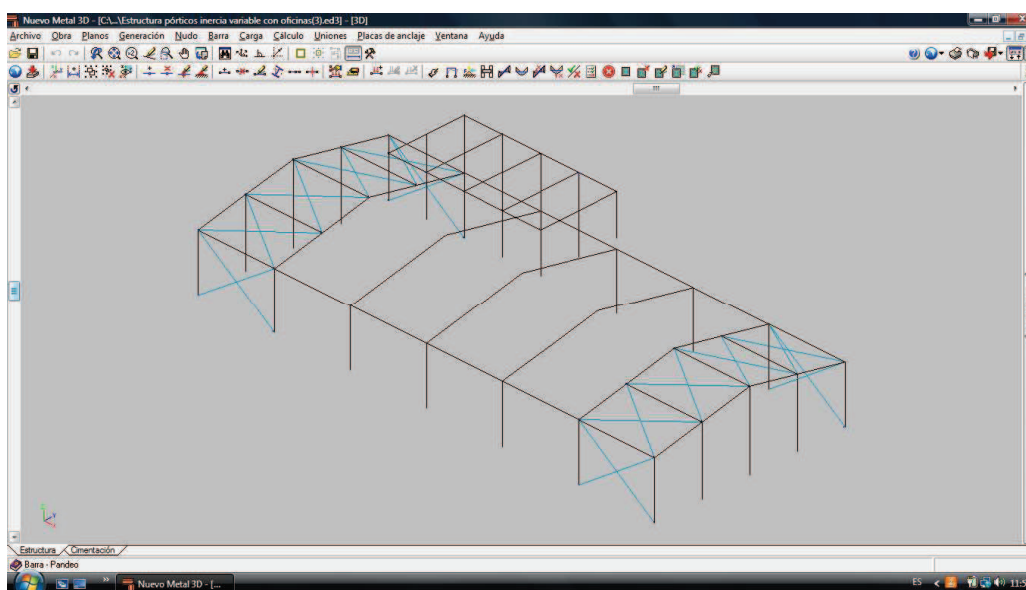 Nuevo Metal 3D - [C:\...\Estructura pórticos inercia variable con oficinas(3).ed3] - [3D]
Archivo Obra Planos Generación Nudo Barra Carga Cálculo Uniones Placas de anclaje Ventana Ayuda
Estructura Cimentación
Barra - Pandeo
Nuevo Metal 3D - [... ES